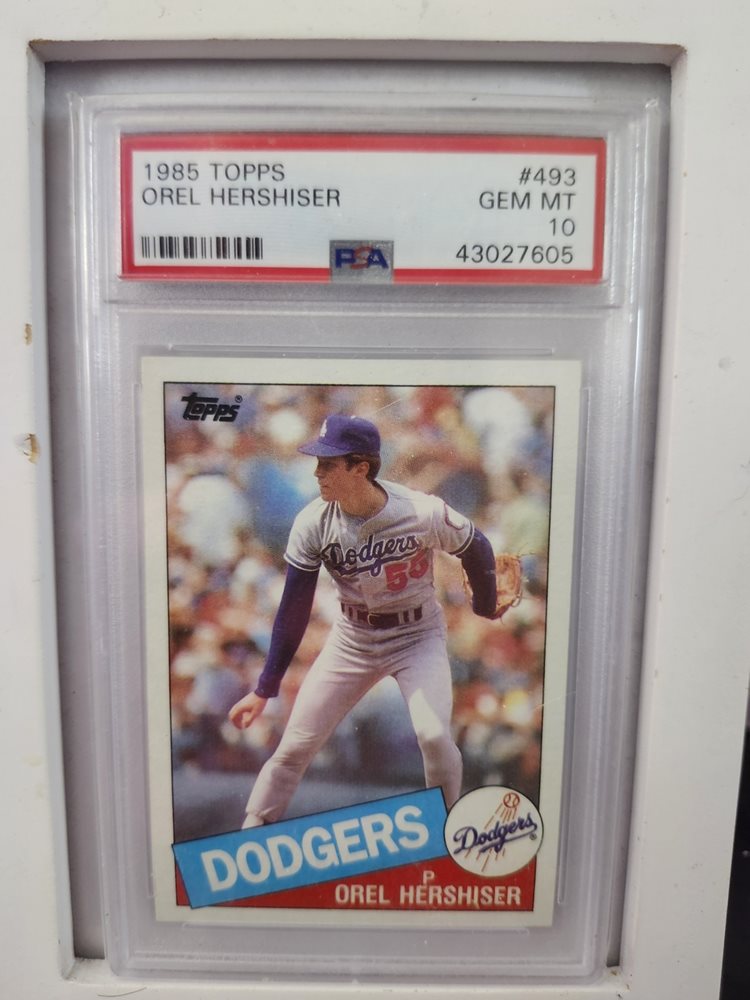 1985 TOPPS #493
OREL HERSHISER GEM MT
10
PSA 43027605
Topps®
Dodgers
55
DODGERS
Dodgers®
P
OREL HERSHISER